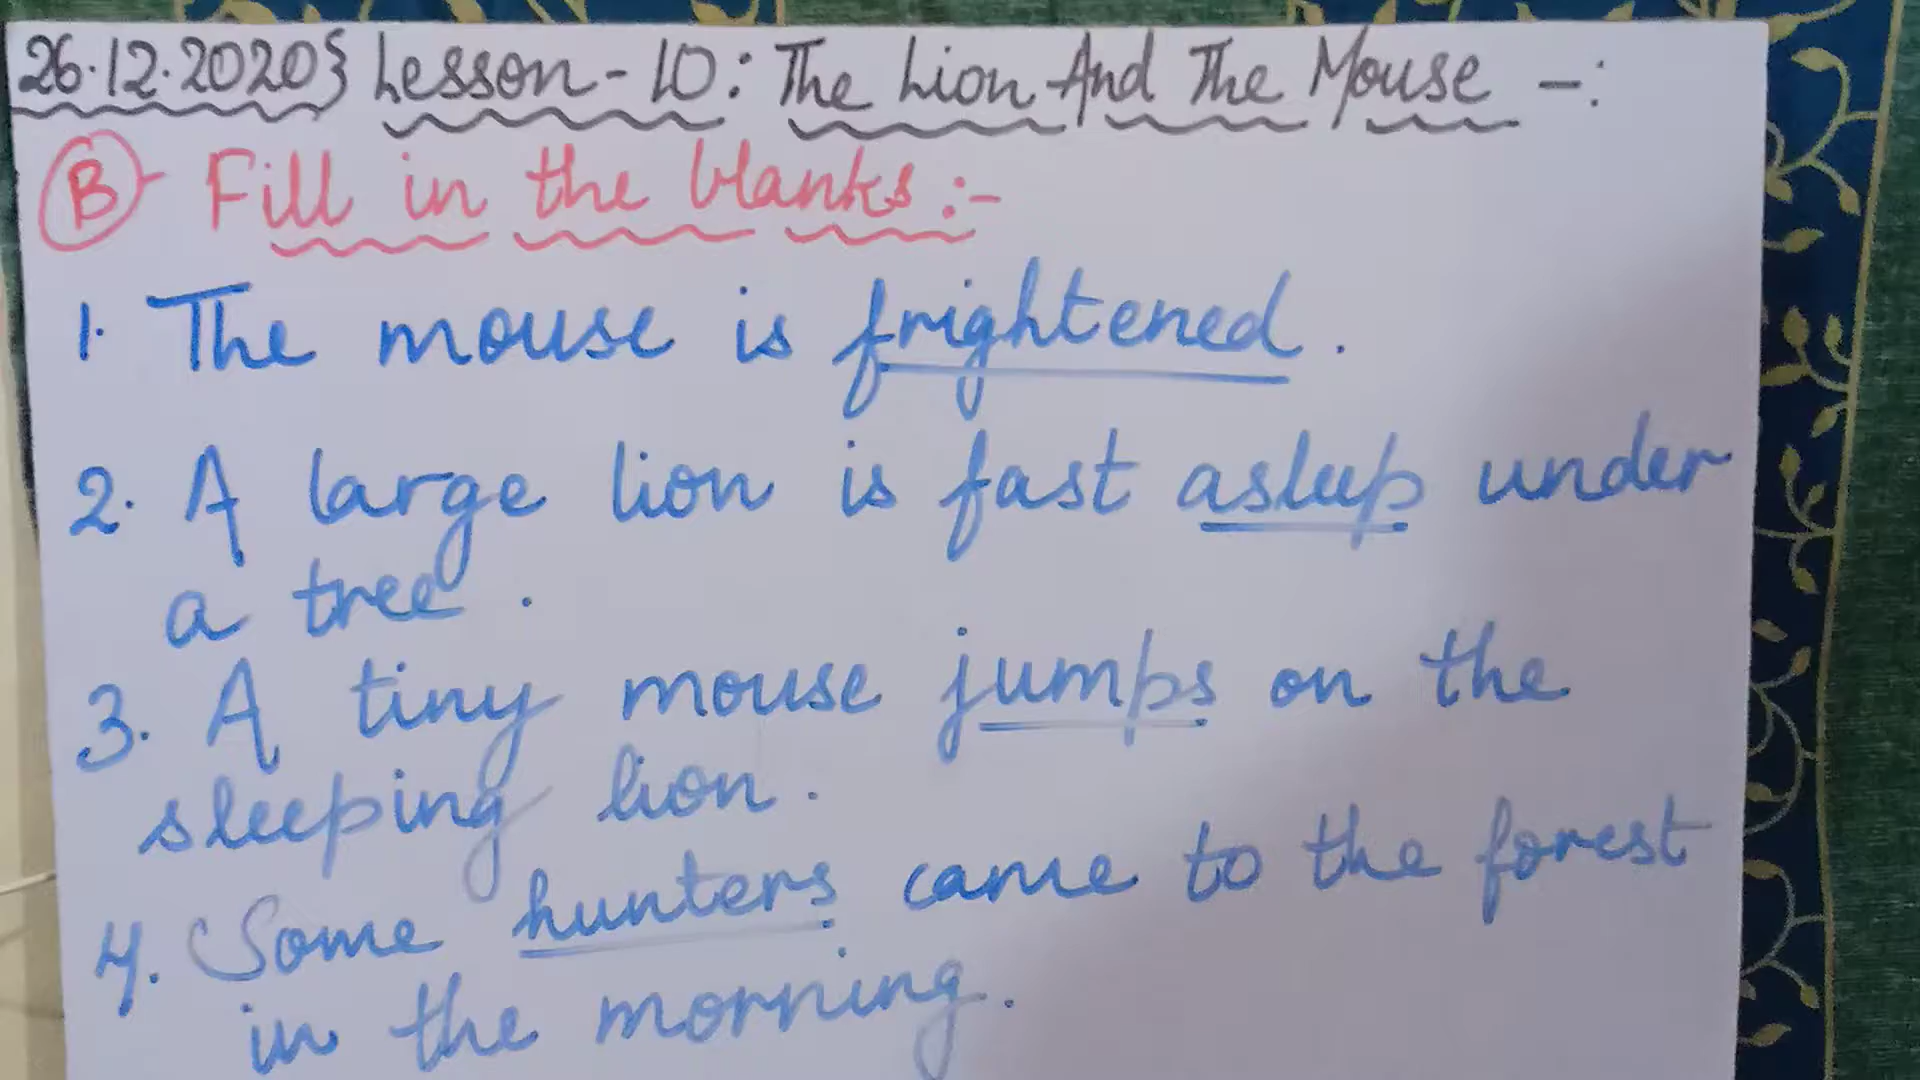 26.12.2020} Lesson-10: The Lion And The Mouse -:
B- Fill in the blanks:-
1. The mouse is frightened.
2. A large lion is fast asleep under
a tree.
3. A tiny mouse jumps on the
sleeping lion.
4. Some hunters came to the forest
in the morning.